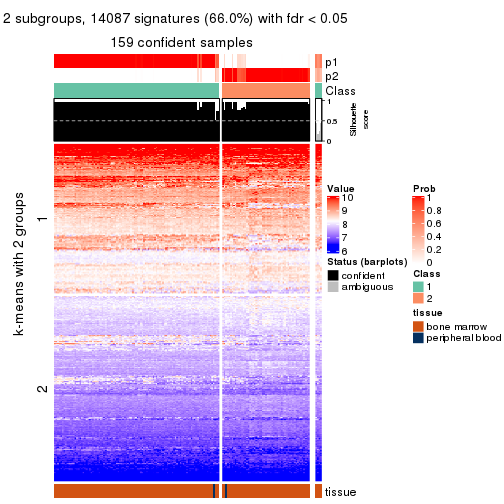 2 subgroups, 14087 signatures (66.0%) with fdr < 0.05
159 confident samples
p1
p2
Class
1
0.5
0
Silhouette
score
k-means with 2 groups
1
2
Value
10
9
8
7
6
Status (barplots)
confident
ambiguous
Prob
1
0.8
0.6
0.4
0.2
0
Class
1
2
tissue
bone marrow
peripheral blood
tissue